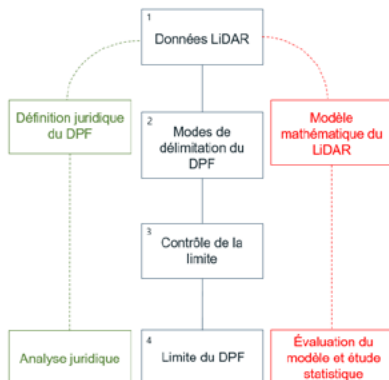 1
Données LiDAR
Définition juridique
du DPF
2
Modes de
délimitation du
DPF
Modèle
mathématique du
LiDAR
3
Contrôle de la
limite
Analyse juridique
4
Limite du DPF
Évaluation du
modèle et étude
statistique